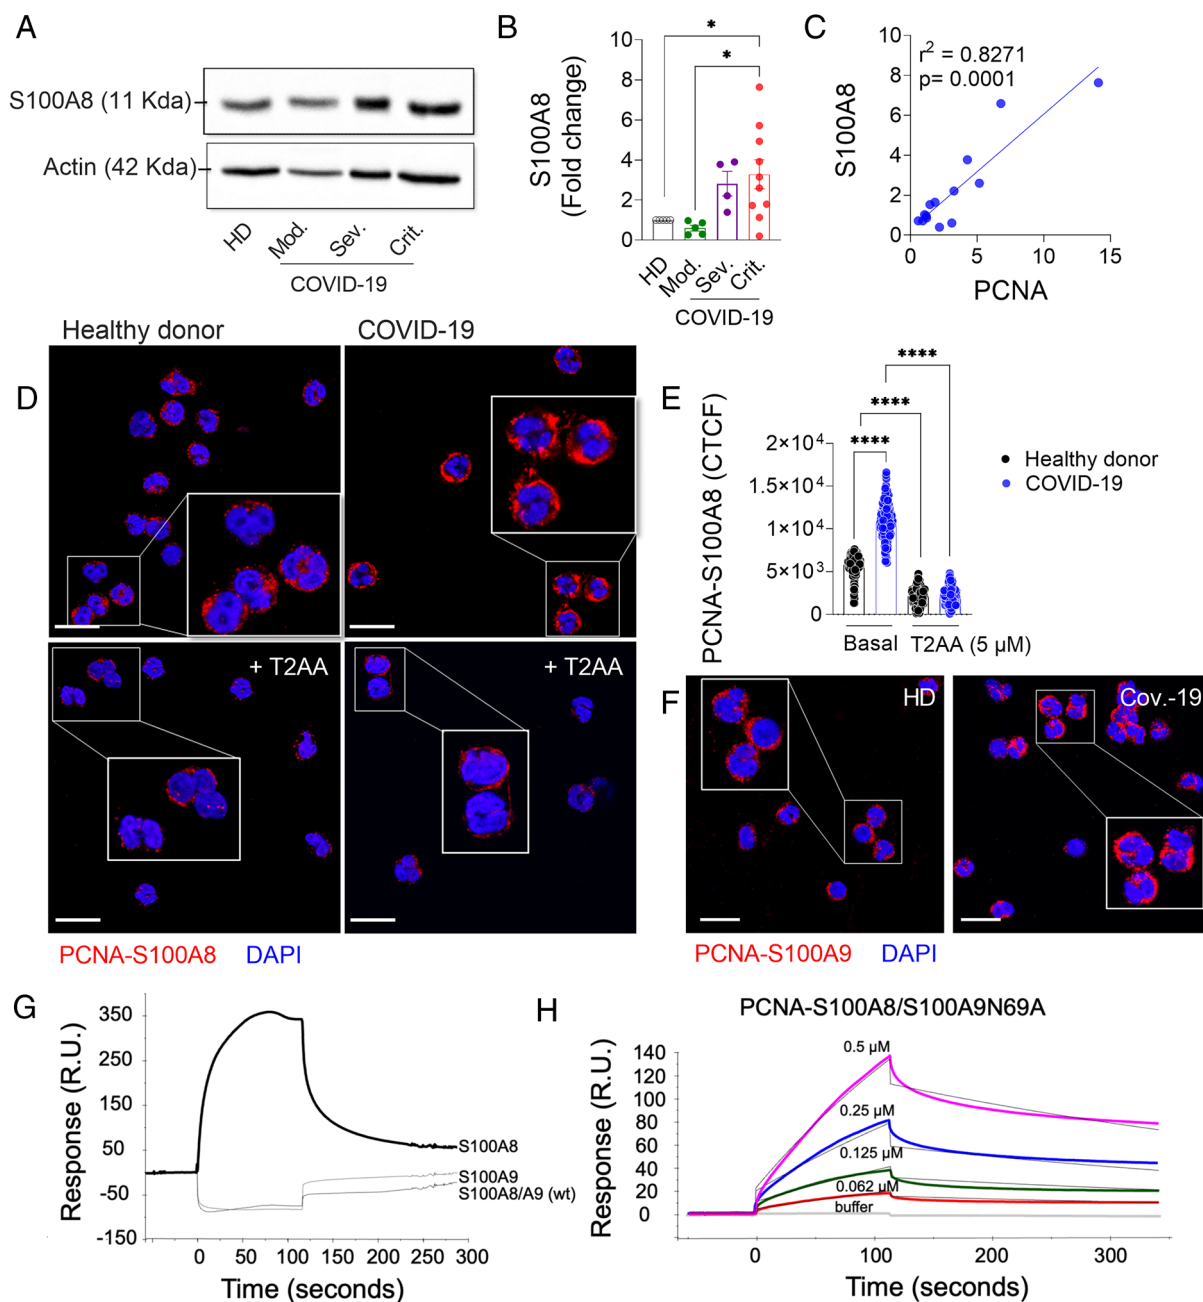 A
S100A8 (11 Kda)
Actin (42 Kda)
HD
Mod.
Sev.
Crit.
COVID-19
B
S100A8
(Fold change)
10
8
6
4
2
0
*
*
HD
Mod.
Sev.
Crit.
COVID-19
C
S100A8
10
8
6
4
2
0
r2 = 0.8271
p= 0.0001
0
5
10
15
PCNA
D
Healthy donor
COVID-19
+ T2AA
+ T2AA
PCNA-S100A8
DAPI
E
PCNA-S100A8 (CTCF)
****
****
****
2×10⁴
1.5×10⁴
1×10⁴
5×10³
0
Basal
T2AA (5 µM)
Healthy donor
COVID-19
F
HD
Cov.-19
PCNA-S100A9
DAPI
G
Response (R.U.)
350
250
150
50
-50
-150
S100A8
S100A9
S100A8/A9 (wt)
0
100
200
300
Time (seconds)
H
PCNA-S100A8/S100A9N69A
Response (R.U.)
140
120
100
80
60
40
20
0
0.5 µM
0.25 µM
0.125 µM
0.062 µM
buffer
0
100
200
300
Time (seconds)